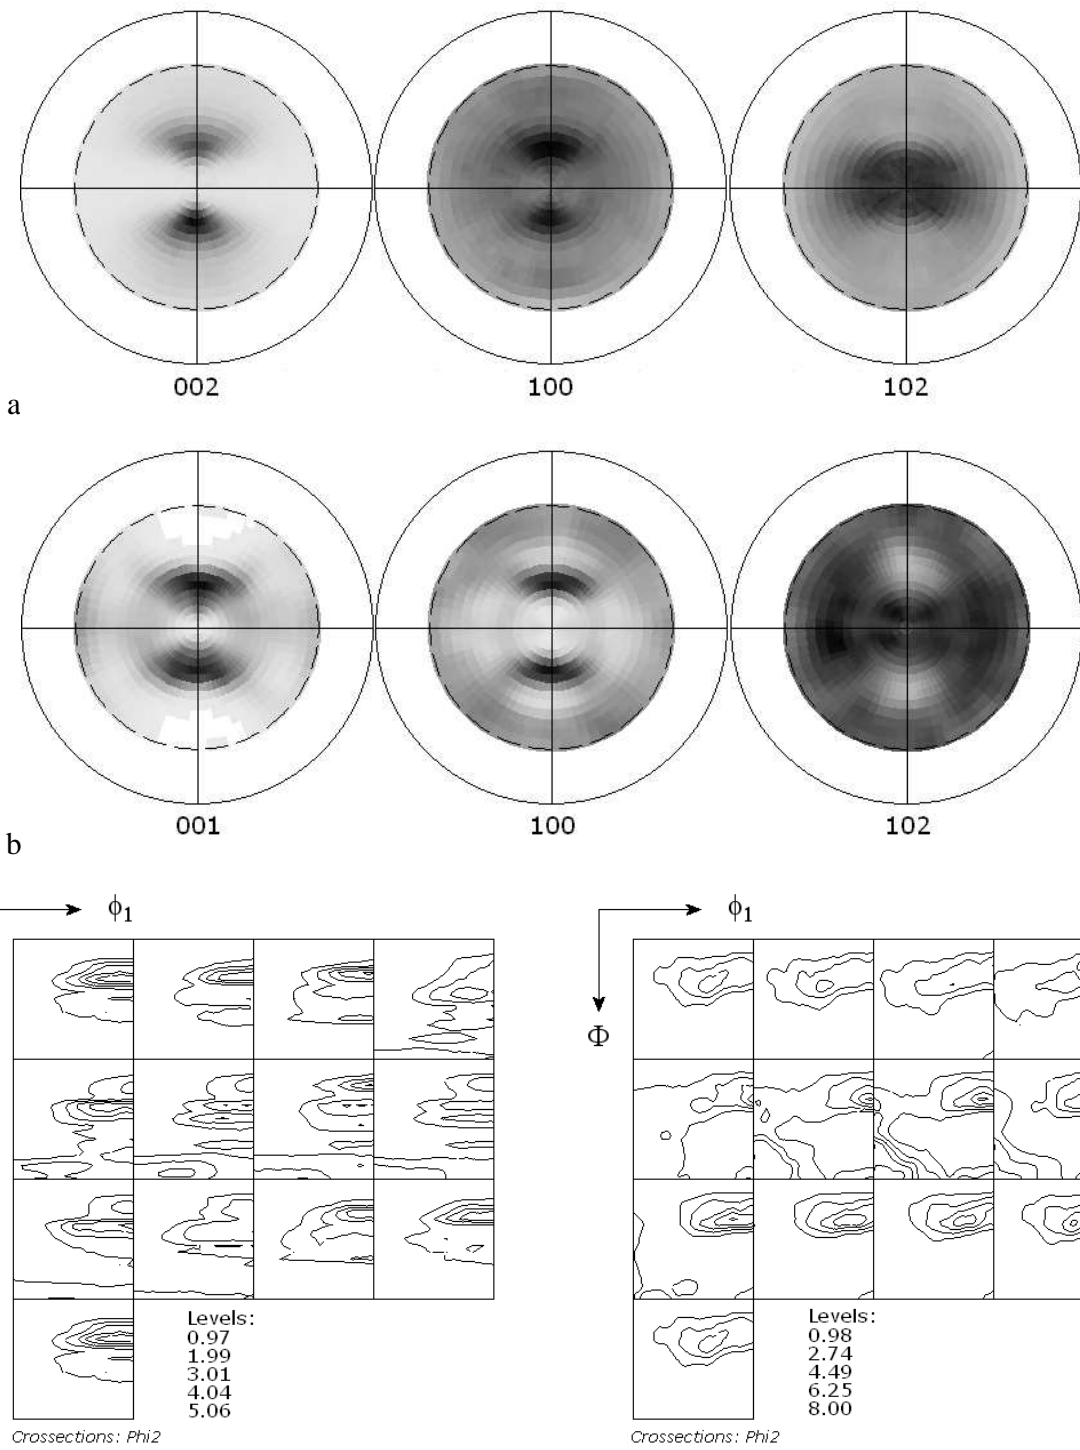 002 100 102
a
001 100 102
b
ϕ1 ϕ1
Φ
Levels:
0.97
1.99
3.01
4.04
5.06
Levels:
0.98
2.74
4.49
6.25
8.00
Crossections: Phi2 Crossections: Phi2